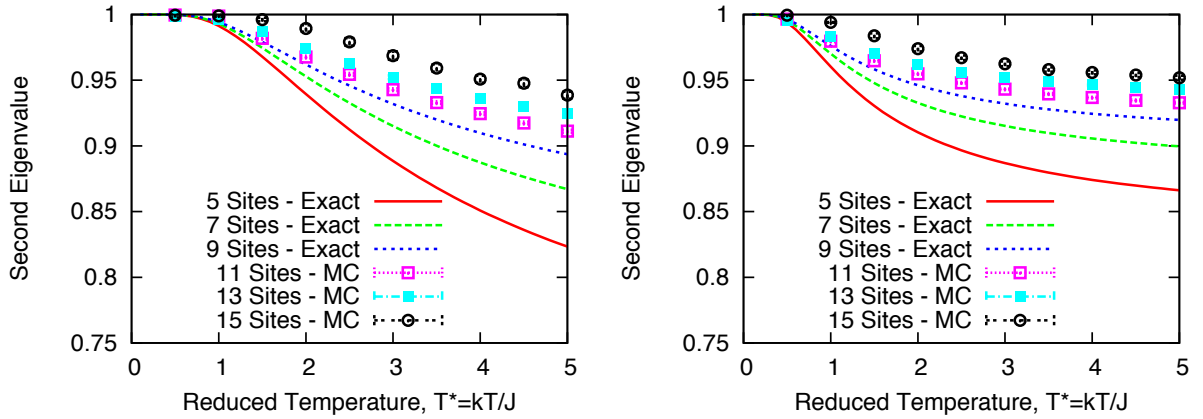 Second Eigenvalue
1
0.95
0.9
0.85
0.8
0.75
5 Sites - Exact
7 Sites - Exact
9 Sites - Exact
11 Sites - MC
13 Sites - MC
15 Sites - MC
0 1 2 3 4 5
Reduced Temperature, T*=kT/J
Second Eigenvalue
1
0.95
0.9
0.85
0.8
0.75
5 Sites - Exact
7 Sites - Exact
9 Sites - Exact
11 Sites - MC
13 Sites - MC
15 Sites - MC
0 1 2 3 4 5
Reduced Temperature, T*=kT/J